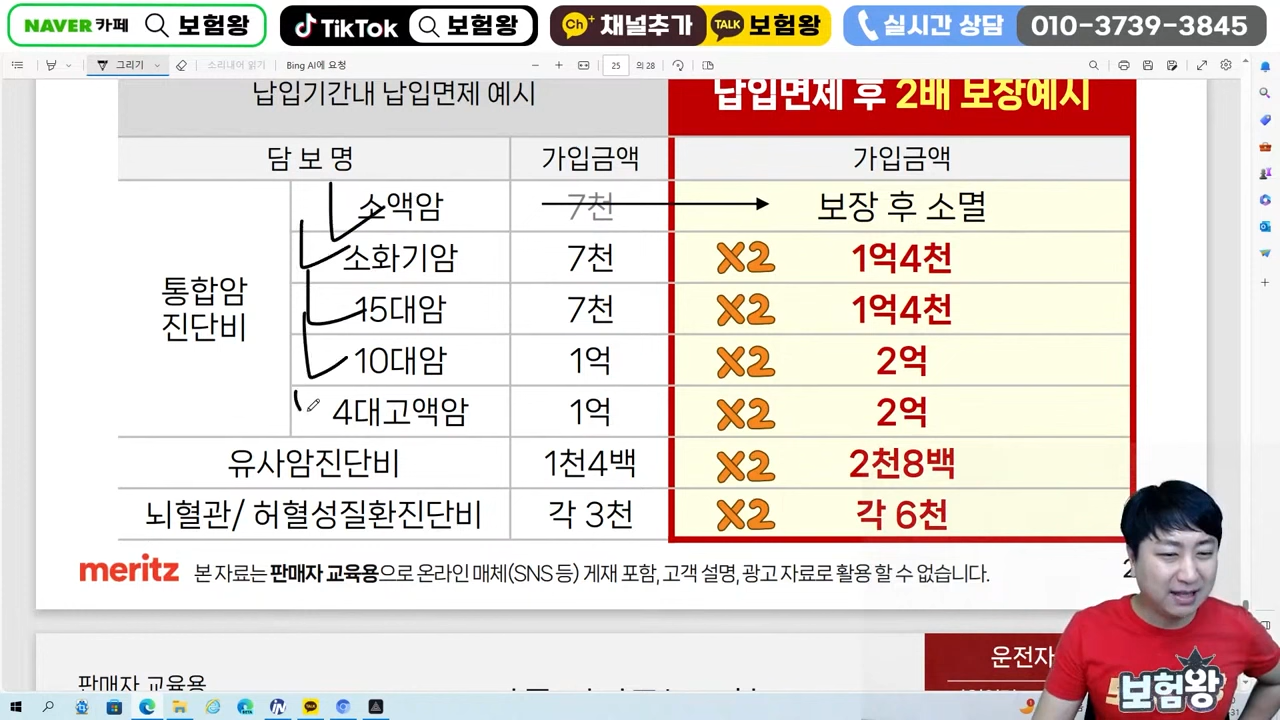 NAVER 카페 보험왕
TikTok 보험왕
Ch+ 채널추가 TALK 보험왕
실시간 상담 010-3739-3845
그리기
소리내어 읽기
Bing AI에 요청
25
의 28
납입기간내 납입면제 예시
납입면제 후 2배 보장예시
담 보 명
가입금액
가입금액
통합암
진단비
소액암
7천
보장 후 소멸
소화기암
7천
X2
1억4천
15대암
7천
X2
1억4천
10대암
1억
X2
2억
4대고액암
1억
X2
2억
유사암진단비
1천4백
X2
2천8백
뇌혈관/ 허혈성질환진단비
각 3천
X2
각 6천
meritz
본 자료는 판매자 교육용으로 온라인 매체(SNS 등) 게재 포함, 고객 설명, 광고 자료로 활용 할 수 없습니다.
판매자 교육용
운전자
보험왕